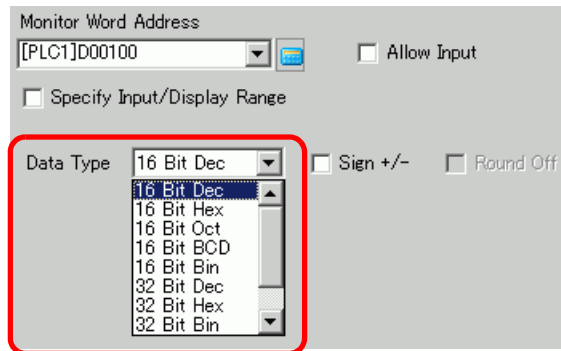 Monitor Word Address
[PLC1]D00100
Allow Input
Specify Input/Display Range
Data Type 16 Bit Dec Sign +/- Round Off
16 Bit Dec
16 Bit Hex
16 Bit Oct
16 Bit BCD
16 Bit Bin
32 Bit Dec
32 Bit Hex
32 Bit Bin